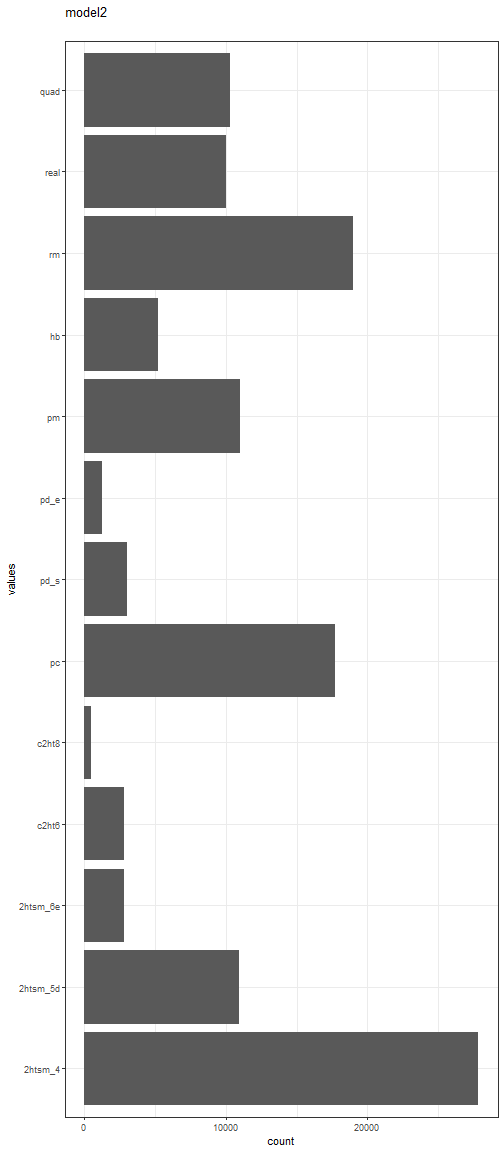 model2
quad
real
rm
hb
pm
pd_e
pd_s
pc
c2ht8
c2ht6
2htsm_6e
2htsm_5d
2htsm_4
values
0 10000 20000
count